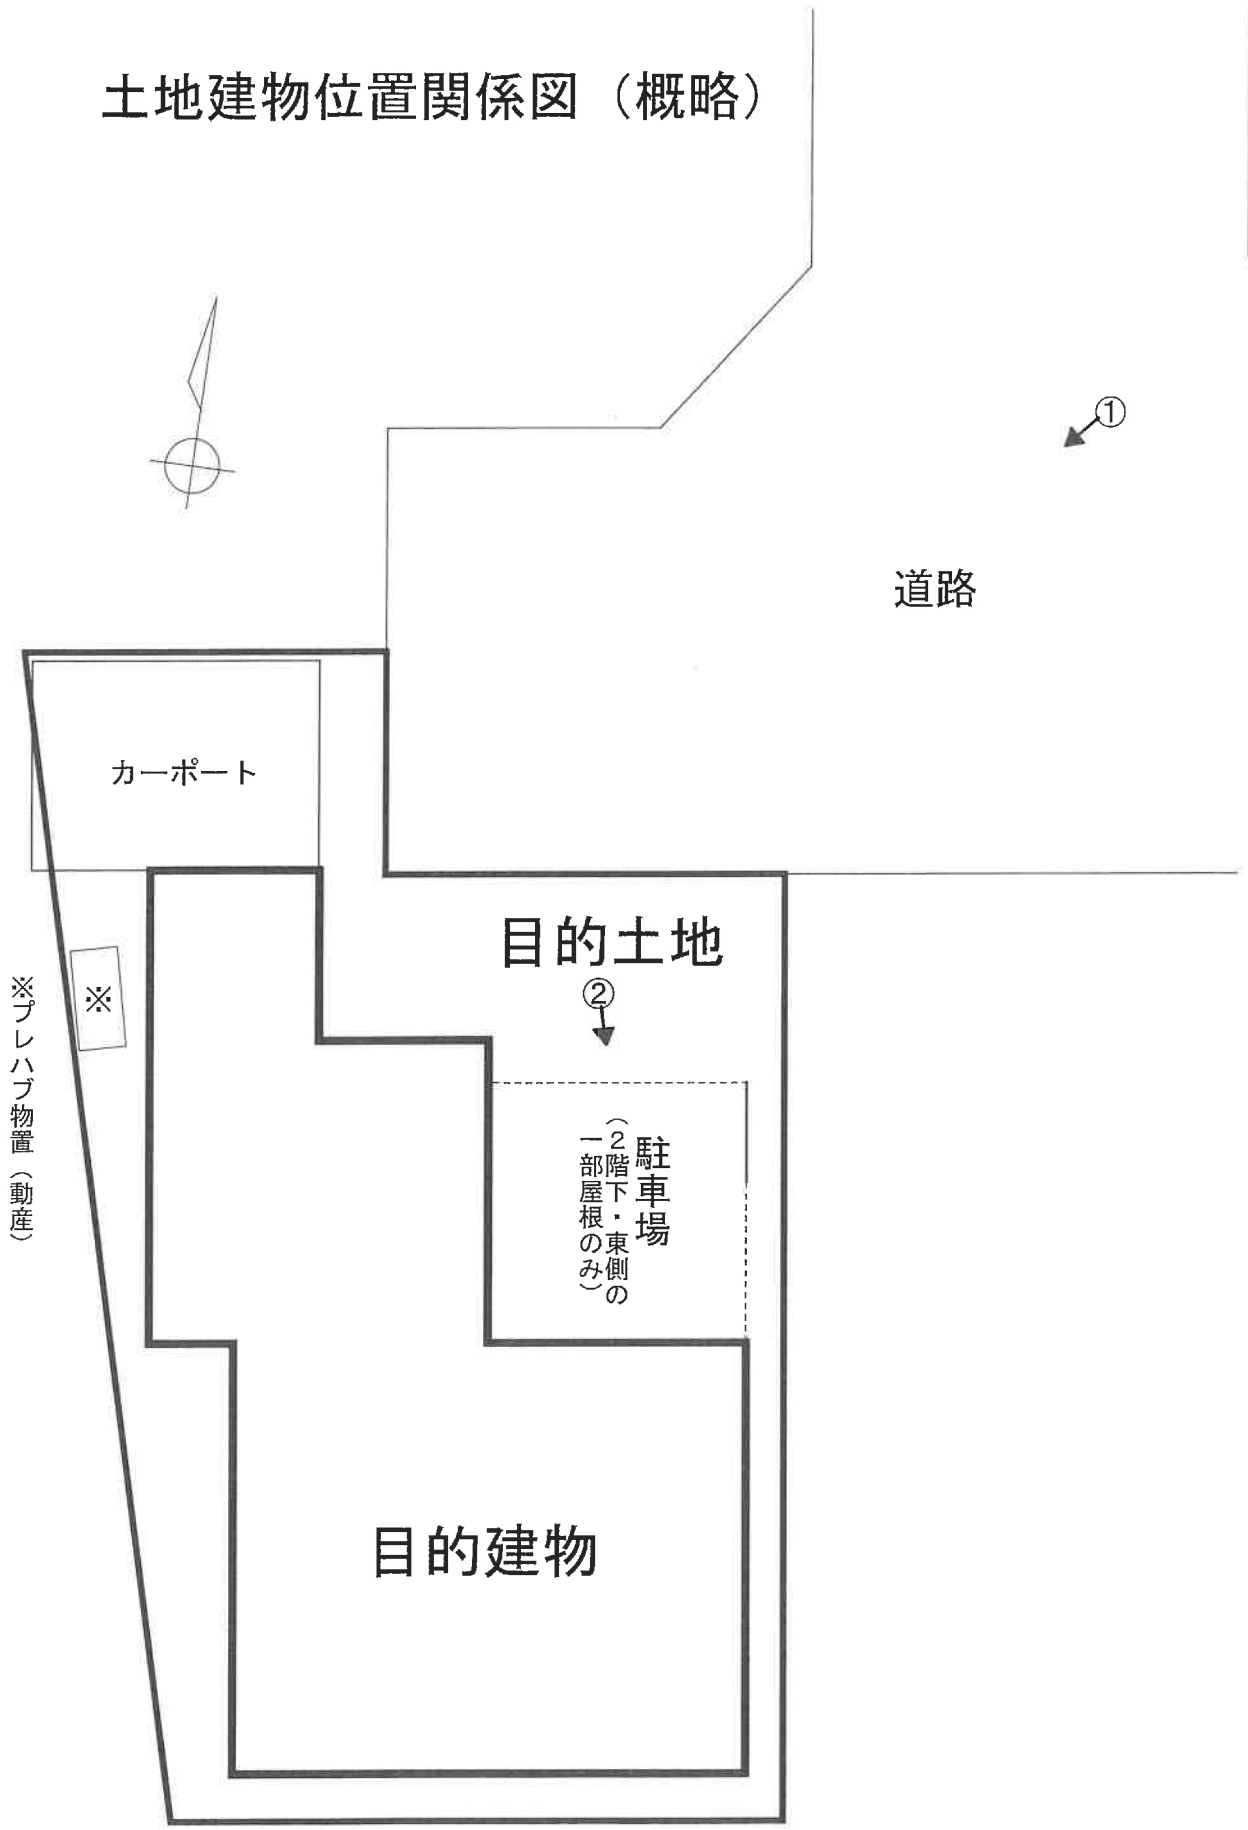 土地建物位置関係図（概略）
①
道路
カーポート
目的土地
②
※
※プレハブ物置（動産）
駐車場
（２階下・東側の
一部屋根のみ）
目的建物